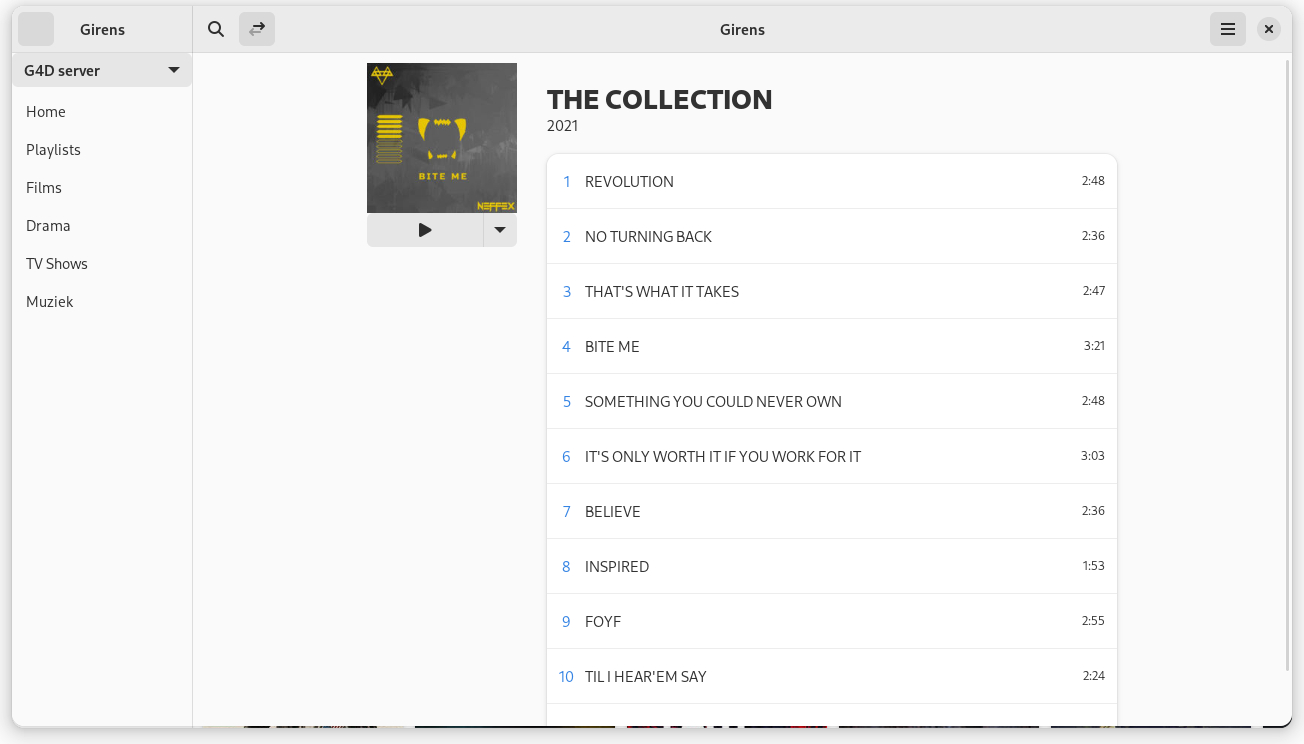 Girens
Girens
G4D server
Home
Playlists
Films
Drama
TV Shows
Muziek
BITE ME
NEFFEX
THE COLLECTION
2021
1 REVOLUTION 2:48
2 NO TURNING BACK 2:36
3 THAT'S WHAT IT TAKES 2:47
4 BITE ME 3:21
5 SOMETHING YOU COULD NEVER OWN 2:48
6 IT'S ONLY WORTH IT IF YOU WORK FOR IT 3:03
7 BELIEVE 2:36
8 INSPIRED 1:53
9 FOYF 2:55
10 TIL I HEAR'EM SAY 2:24